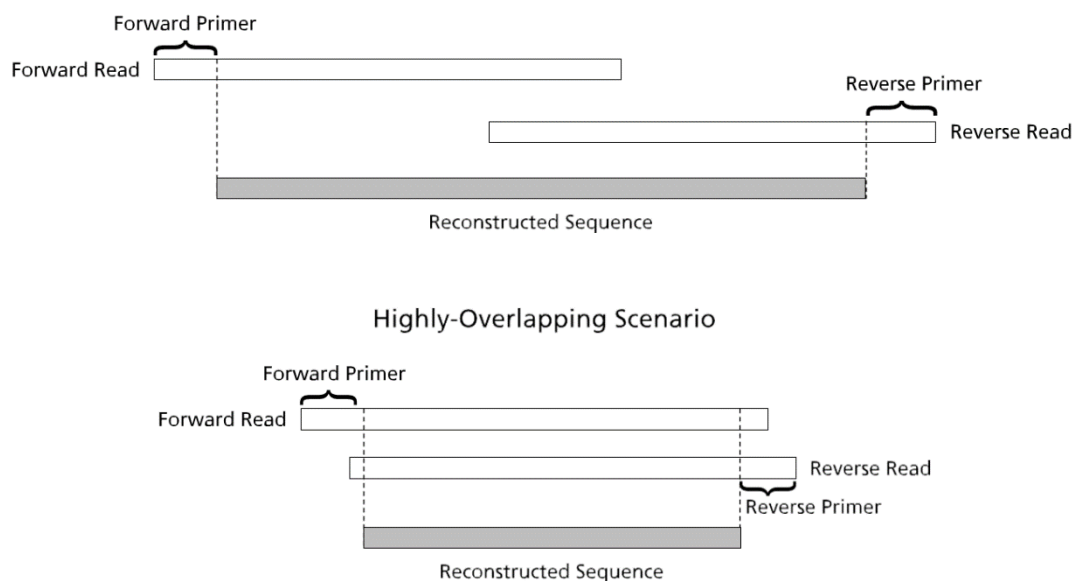 Forward Primer
Forward Read
Reverse Primer
Reverse Read
Reconstructed Sequence
Highly-Overlapping Scenario
Forward Primer
Forward Read
Reverse Read
Reverse Primer
Reconstructed Sequence